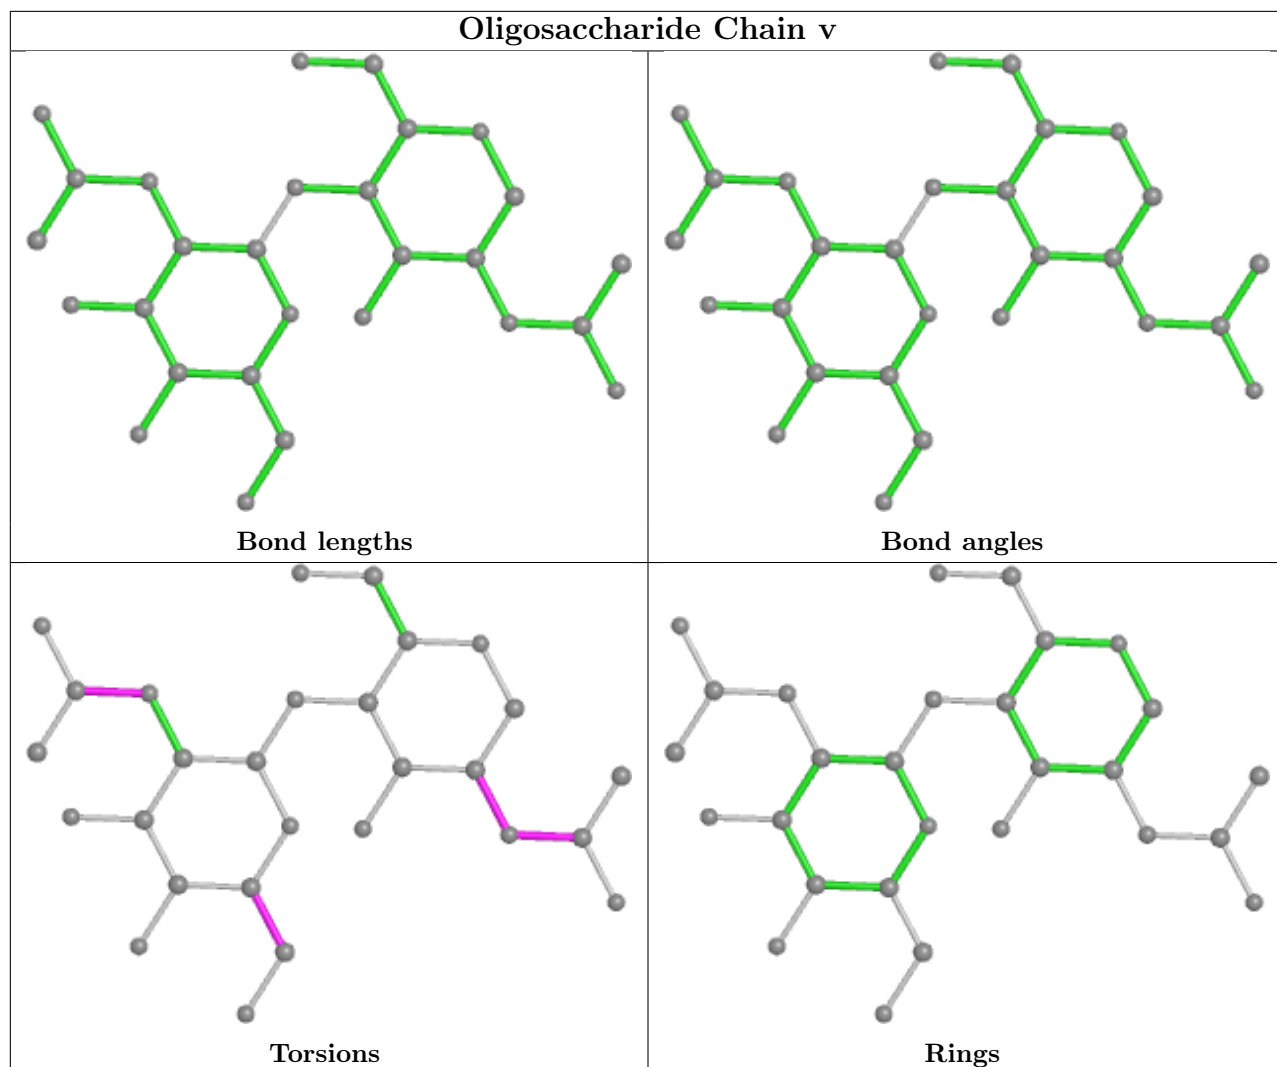 Oligosaccharide Chain v
Bond lengths
Bond angles
Torsions
Rings